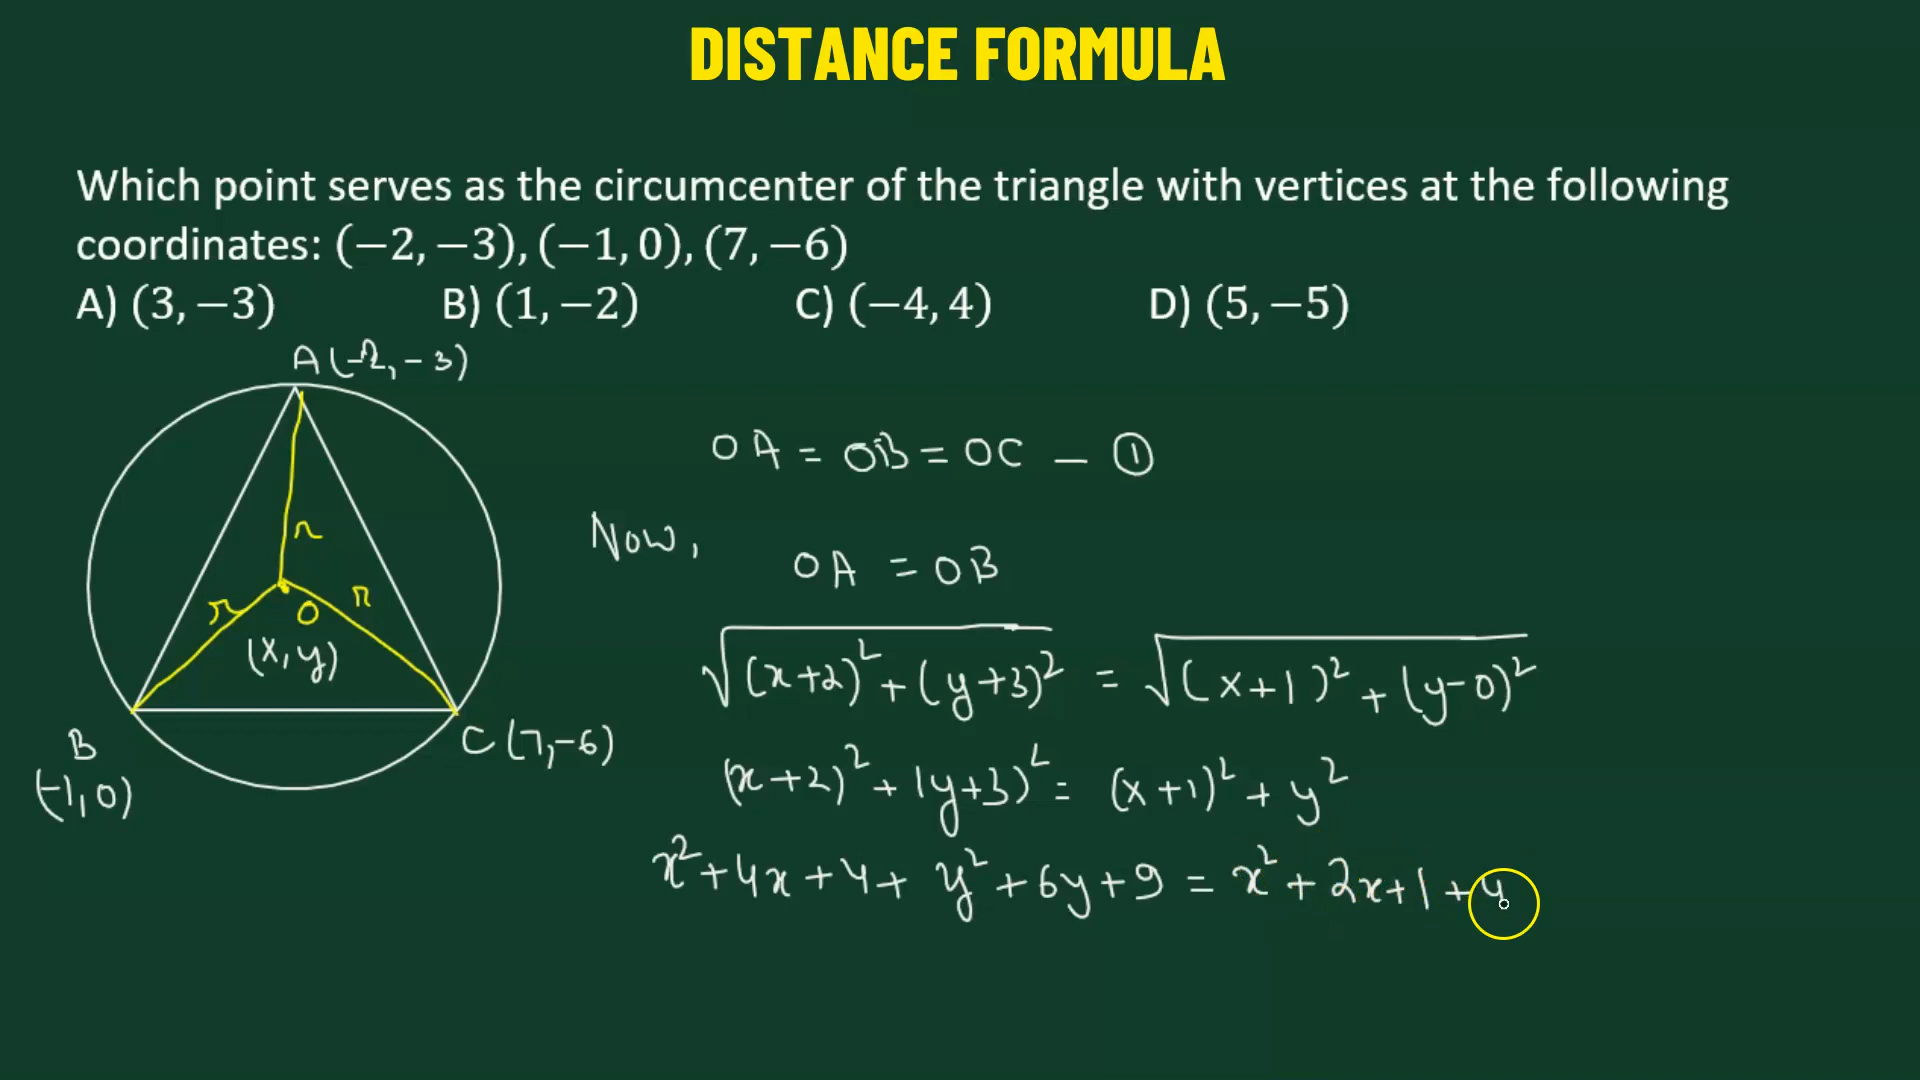 DISTANCE FORMULA
Which point serves as the circumcenter of the triangle with vertices at the following
coordinates: (−2, −3), (−1, 0), (7, −6)
A) (3, −3) B) (1, −2) C) (−4, 4) D) (5, −5)
A (-2, -3)
r
r
r
O
(x, y)
B
(-1, 0)
C (7, -6)
OA = OB = OC — ①
Now,
OA = OB
√(x+2)² + (y+3)² = √(x+1)² + (y-0)²
(x+2)² + (y+3)² = (x+1)² + y²
x² + 4x + 4 + y² + 6y + 9 = x² + 2x + 1 + y